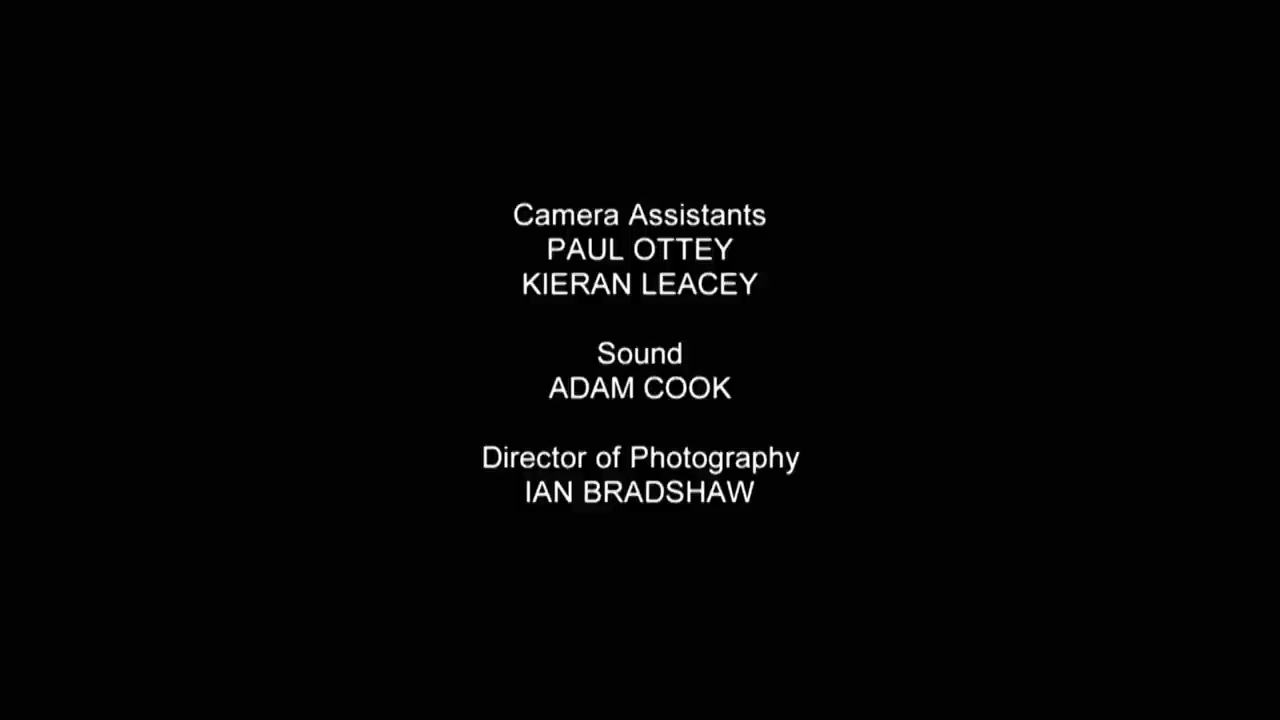 Camera Assistants
PAUL OTTEY
KIERAN LEACEY
Sound
ADAM COOK
Director of Photography
IAN BRADSHAW